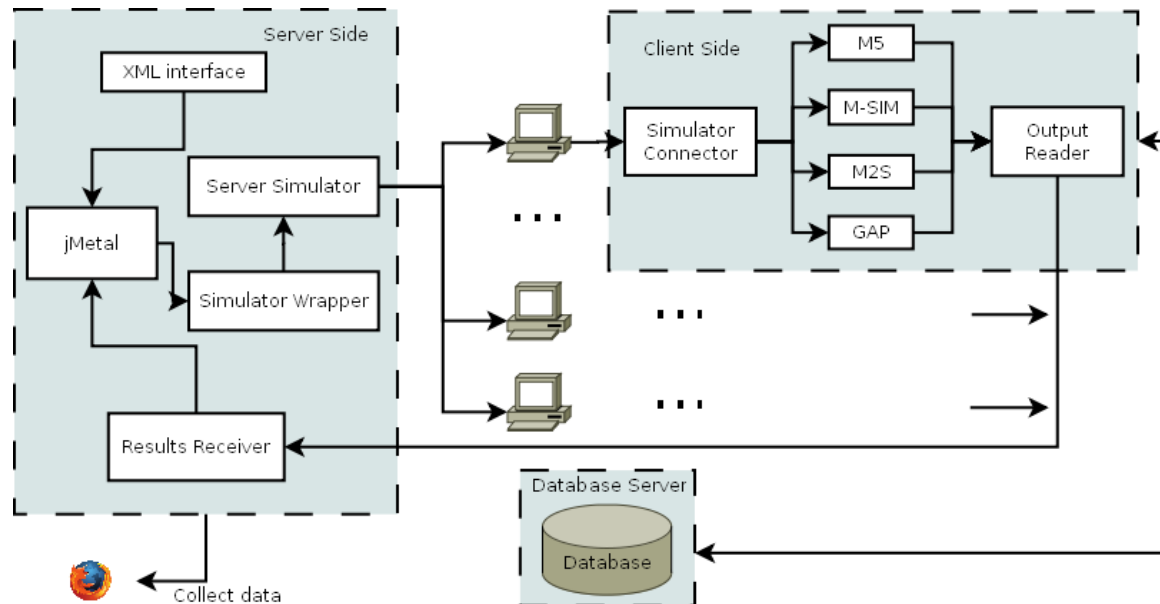 Server Side
XML interface
Server Simulator
jMetal
Simulator Wrapper
Results Receiver
Collect data
...
...
...
Client Side
Simulator
Connector
M5
M-SIM
M2S
GAP
Output
Reader
Database Server
Database